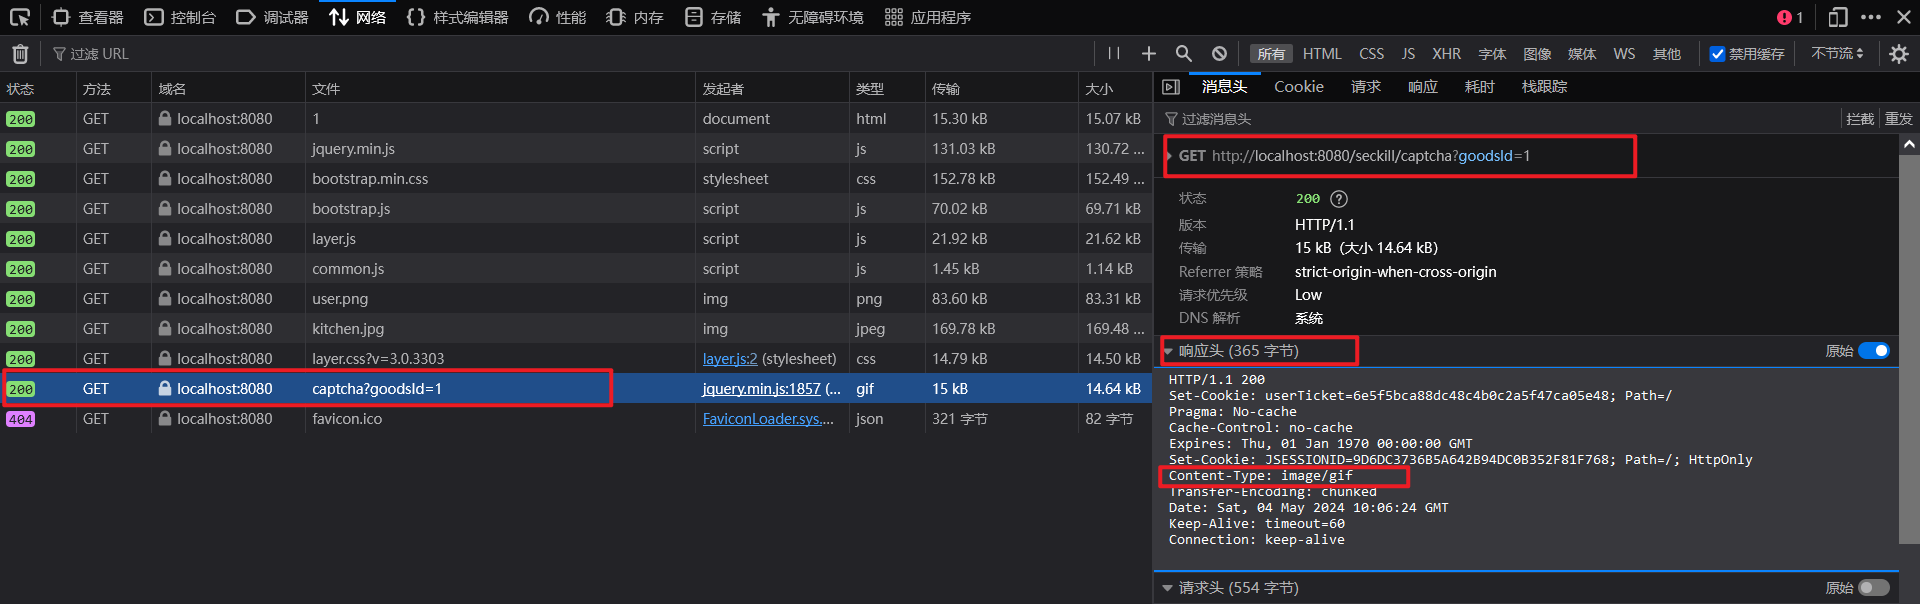 查看器 控制台 调试器 网络 {} 样式编辑器 性能 内存 存储 无障碍环境 应用程序 1
过滤 URL 所有 HTML CSS JS XHR 字体 图像 媒体 WS 其他 禁用缓存 不节流
状态 方法 域名 文件 发起者 类型 传输 大小
200 GET localhost:8080 1 document html 15.30 kB 15.07 kB
200 GET localhost:8080 jquery.min.js script js 131.03 kB 130.72 ...
200 GET localhost:8080 bootstrap.min.css stylesheet css 152.78 kB 152.49 ...
200 GET localhost:8080 bootstrap.js script js 70.02 kB 69.71 kB
200 GET localhost:8080 layer.js script js 21.92 kB 21.62 kB
200 GET localhost:8080 common.js script js 1.45 kB 1.14 kB
200 GET localhost:8080 user.png img png 83.60 kB 83.31 kB
200 GET localhost:8080 kitchen.jpg img jpeg 169.78 kB 169.48 ...
200 GET localhost:8080 layer.css?v=3.0.3303 layer.js:2 (stylesheet) css 14.79 kB 14.50 kB
200 GET localhost:8080 captcha?goodsId=1 jquery.min.js:1857 (... gif 15 kB 14.64 kB
404 GET localhost:8080 favicon.ico FaviconLoader.sys.... json 321 字节 82 字节
消息头 Cookie 请求 响应 耗时 栈跟踪
过滤消息头 拦截 重发
GET http://localhost:8080/seckill/captcha?goodsId=1
状态 200 ?
版本 HTTP/1.1
传输 15 kB（大小 14.64 kB）
Referrer 策略 strict-origin-when-cross-origin
请求优先级 Low
DNS 解析 系统
响应头 (365 字节) 原始
HTTP/1.1 200
Set-Cookie: userTicket=6e5f5bca88dc48c4b0c2a5f47ca05e48; Path=/
Pragma: No-cache
Cache-Control: no-cache
Expires: Thu, 01 Jan 1970 00:00:00 GMT
Set-Cookie: JSESSIONID=9D6DC3736B5A642B94DC0B352F81F768; Path=/; HttpOnly
Content-Type: image/gif
Transfer-Encoding: chunked
Date: Sat, 04 May 2024 10:06:24 GMT
Keep-Alive: timeout=60
Connection: keep-alive
请求头 (554 字节) 原始